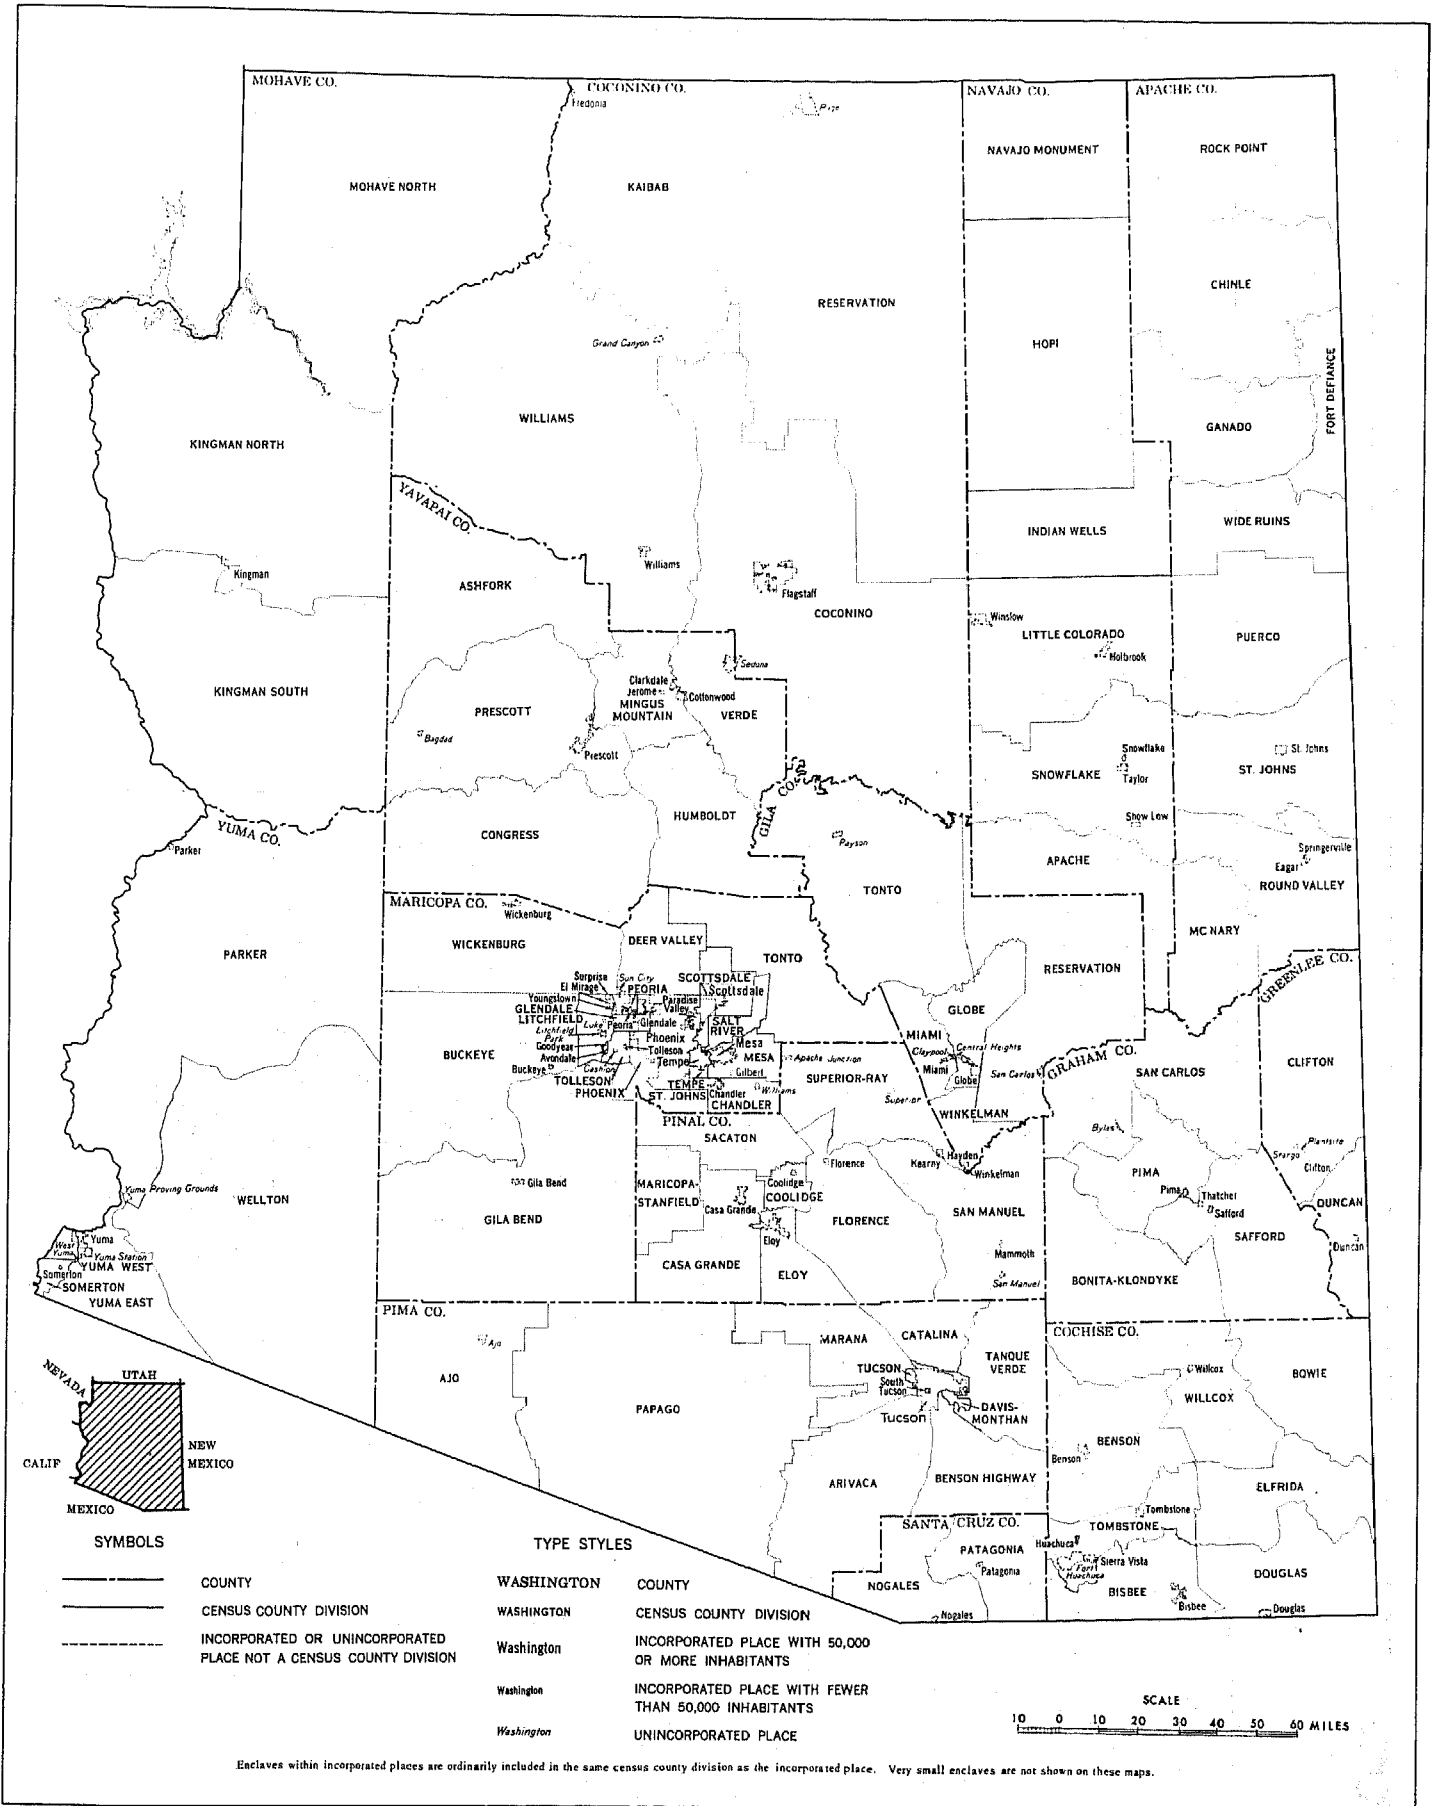 MOHAVE CO.
COCONINO CO.
NAVAJO CO.
APACHE CO.
Fredonia
Page
NAVAJO MONUMENT
ROCK POINT
MOHAVE NORTH
KAIBAB
CHINLE
RESERVATION
Grand Canyon
HOPI
FORT DEFIANCE
WILLIAMS
GANADO
KINGMAN NORTH
YAVAPAI CO.
INDIAN WELLS
WIDE RUINS
Kingman
ASHFORK
Williams
Flagstaff
COCONINO
Winslow
LITTLE COLORADO
PUERCO
Holbrook
KINGMAN SOUTH
Sedona
Clarkdale
Jerome
Cottonwood
MINGUS
MOUNTAIN
VERDE
PRESCOTT
Bagdad
Prescott
Snowflake
St. Johns
SNOWFLAKE
Taylor
ST. JOHNS
GILA CO.
HUMBOLDT
Show Low
YUMA CO.
CONGRESS
Parker
Payson
Springerville
Eagar
APACHE
TONTO
ROUND VALLEY
MARICOPA CO.
Wickenburg
WICKENBURG
DEER VALLEY
MC NARY
PARKER
TONTO
RESERVATION
GREENLEE CO.
Surprise
Sun City
El Mirage
PEORIA
SCOTTSDALE
Scottsdale
Youngstown
Paradise
Valley
GLENDALE
LITCHFIELD
Luke
Peoria
Glendale
SALT
RIVER
GLOBE
Litchfield
Park
Phoenix
Mesa
MIAMI
Goodyear
Tolleson
MESA
Avondale
Tempe
Apache Junction
Claypool
Central Heights
BUCKEYE
Buckeye
Cashion
Gilbert
SUPERIOR-RAY
Miami
Globe
San Carlos
GRAHAM CO.
SAN CARLOS
CLIFTON
TOLLESON
PHOENIX
TEMPE
ST. JOHNS
Chandler
CHANDLER
Williams
Superior
WINKELMAN
PINAL CO.
SACATON
Bylas
Plantsite
Stargo
Clifton
Florence
Kearny
Hayden
Winkelman
PIMA
Yuma Proving Grounds
WELLTON
Gila Bend
MARICOPA-
STANFIELD
Coolidge
COOLIDGE
Casa Grande
Pima
Thatcher
Safford
DUNCAN
GILA BEND
FLORENCE
SAN MANUEL
SAFFORD
Eloy
Yuma
West
Yuma
Yuma Station
YUMA WEST
Somerton
SOMERTON
YUMA EAST
Mammoth
Duncan
CASA GRANDE
ELOY
San Manuel
BONITA-KLONDYKE
PIMA CO.
COCHISE CO.
Ajo
MARANA
CATALINA
TANQUE
VERDE
AJO
PAPAGO
TUCSON
South
Tucson
Tucson
DAVIS-
MONTHAN
Willcox
WILLCOX
BOWIE
BENSON
Benson
ARIVACA
BENSON HIGHWAY
ELFRIDA
Tombstone
TOMBSTONE
SANTA CRUZ CO.
PATAGONIA
Patagonia
Huachuca
Sierra Vista
Fort
Huachuca
NOGALES
Nogales
BISBEE
Bisbee
DOUGLAS
Douglas
NEVADA
UTAH
CALIF
NEW
MEXICO
MEXICO
SYMBOLS
COUNTY
CENSUS COUNTY DIVISION
INCORPORATED OR UNINCORPORATED
PLACE NOT A CENSUS COUNTY DIVISION
TYPE STYLES
WASHINGTON COUNTY
WASHINGTON CENSUS COUNTY DIVISION
Washington INCORPORATED PLACE WITH 50,000
OR MORE INHABITANTS
Washington INCORPORATED PLACE WITH FEWER
THAN 50,000 INHABITANTS
Washington UNINCORPORATED PLACE
SCALE
10 0 10 20 30 40 50 60 MILES
Enclaves within incorporated places are ordinarily included in the same census county division as the incorporated place. Very small enclaves are not shown on these maps.